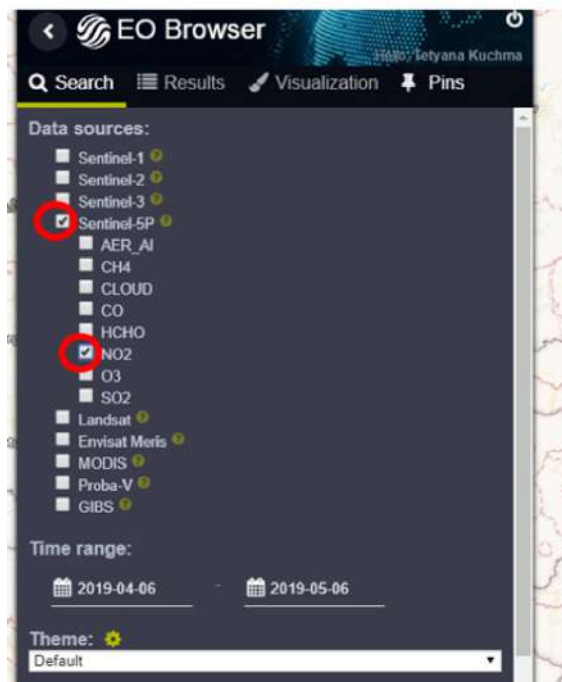 EO Browser
Hello, Tetyana Kuchma
Search Results Visualization Pins
Data sources:
Sentinel-1
Sentinel-2
Sentinel-3
Sentinel-5P
AER_AI
CH4
CLOUD
CO
HCHO
NO2
O3
SO2
Landsat
Envisat Meris
MODIS
Proba-V
GIBS
Time range:
2019-04-06 - 2019-05-06
Theme:
Default